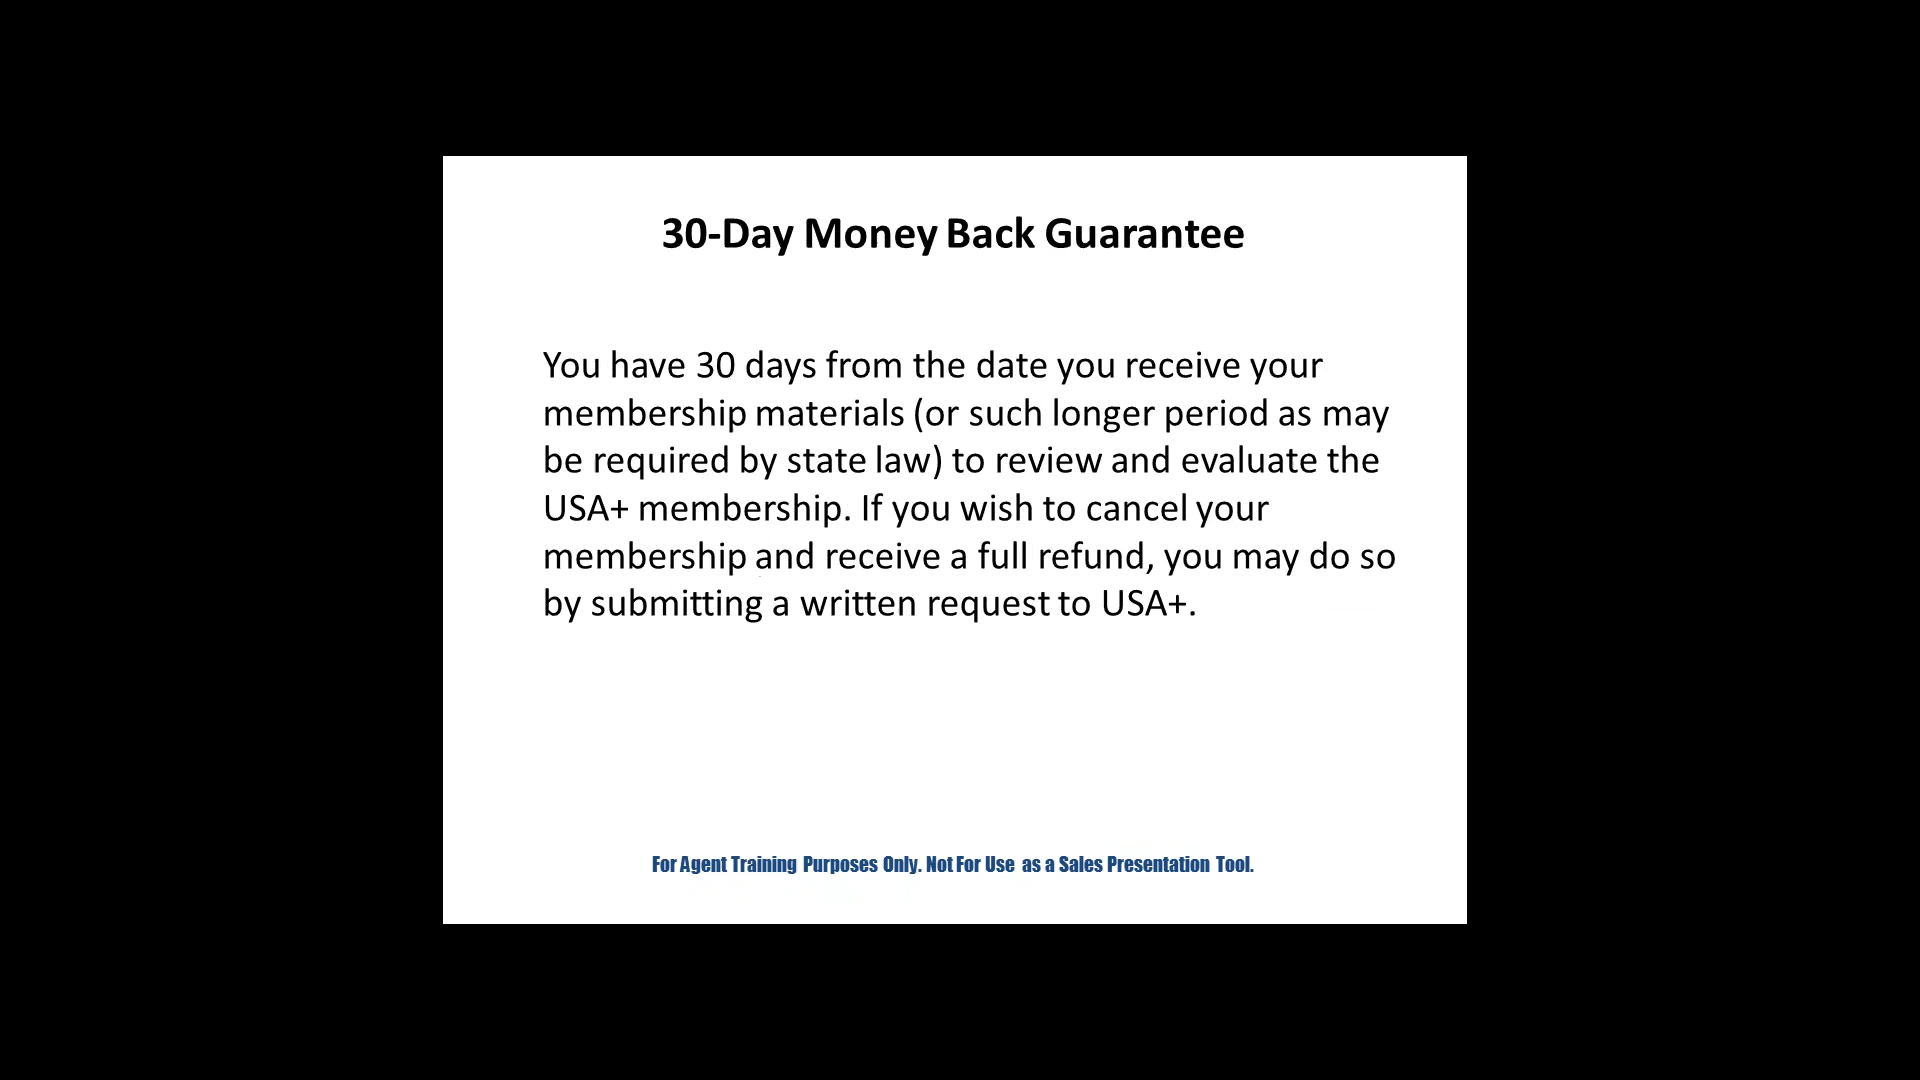 30-Day Money Back Guarantee
You have 30 days from the date you receive your
membership materials (or such longer period as may
be required by state law) to review and evaluate the
USA+ membership. If you wish to cancel your
membership and receive a full refund, you may do so
by submitting a written request to USA+.
For Agent Training Purposes Only. Not For Use as a Sales Presentation Tool.